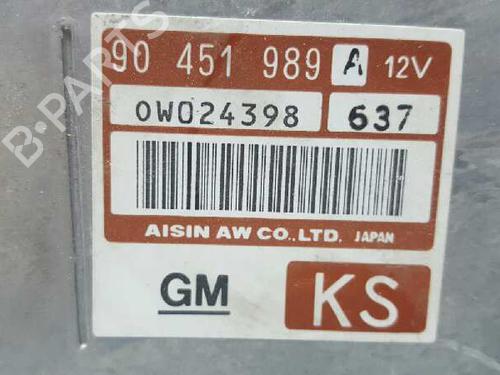 90 451 989 A 12V
0W024398 637
AISIN AW CO.,LTD. JAPAN
GM KS
B-PARTS